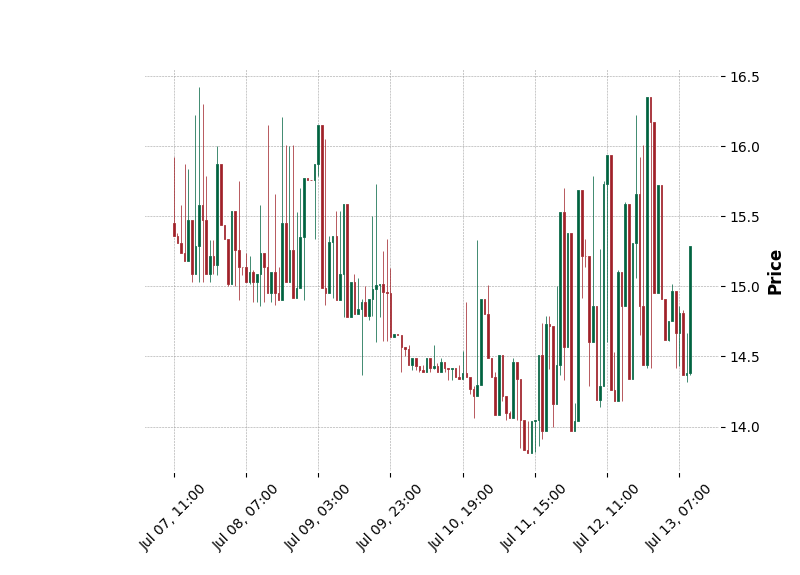 16.5
16.0
15.5
15.0
14.5
14.0
Price
Jul 07, 11:00
Jul 08, 07:00
Jul 09, 03:00
Jul 09, 23:00
Jul 10, 19:00
Jul 11, 15:00
Jul 12, 11:00
Jul 13, 07:00